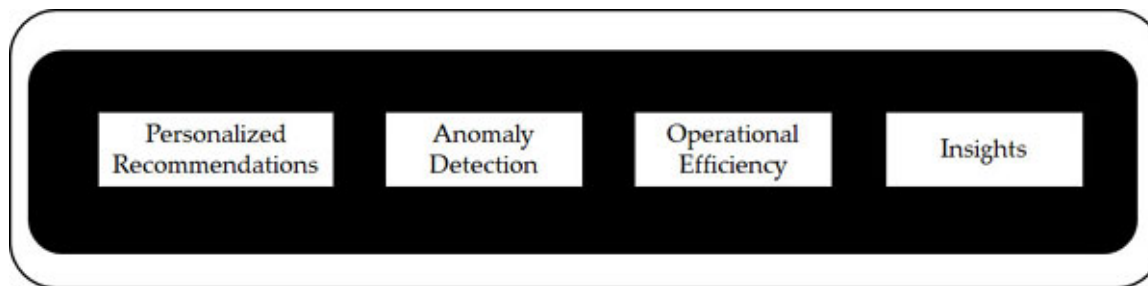 Personalized
Recommendations
Anomaly
Detection
Operational
Efficiency
Insights